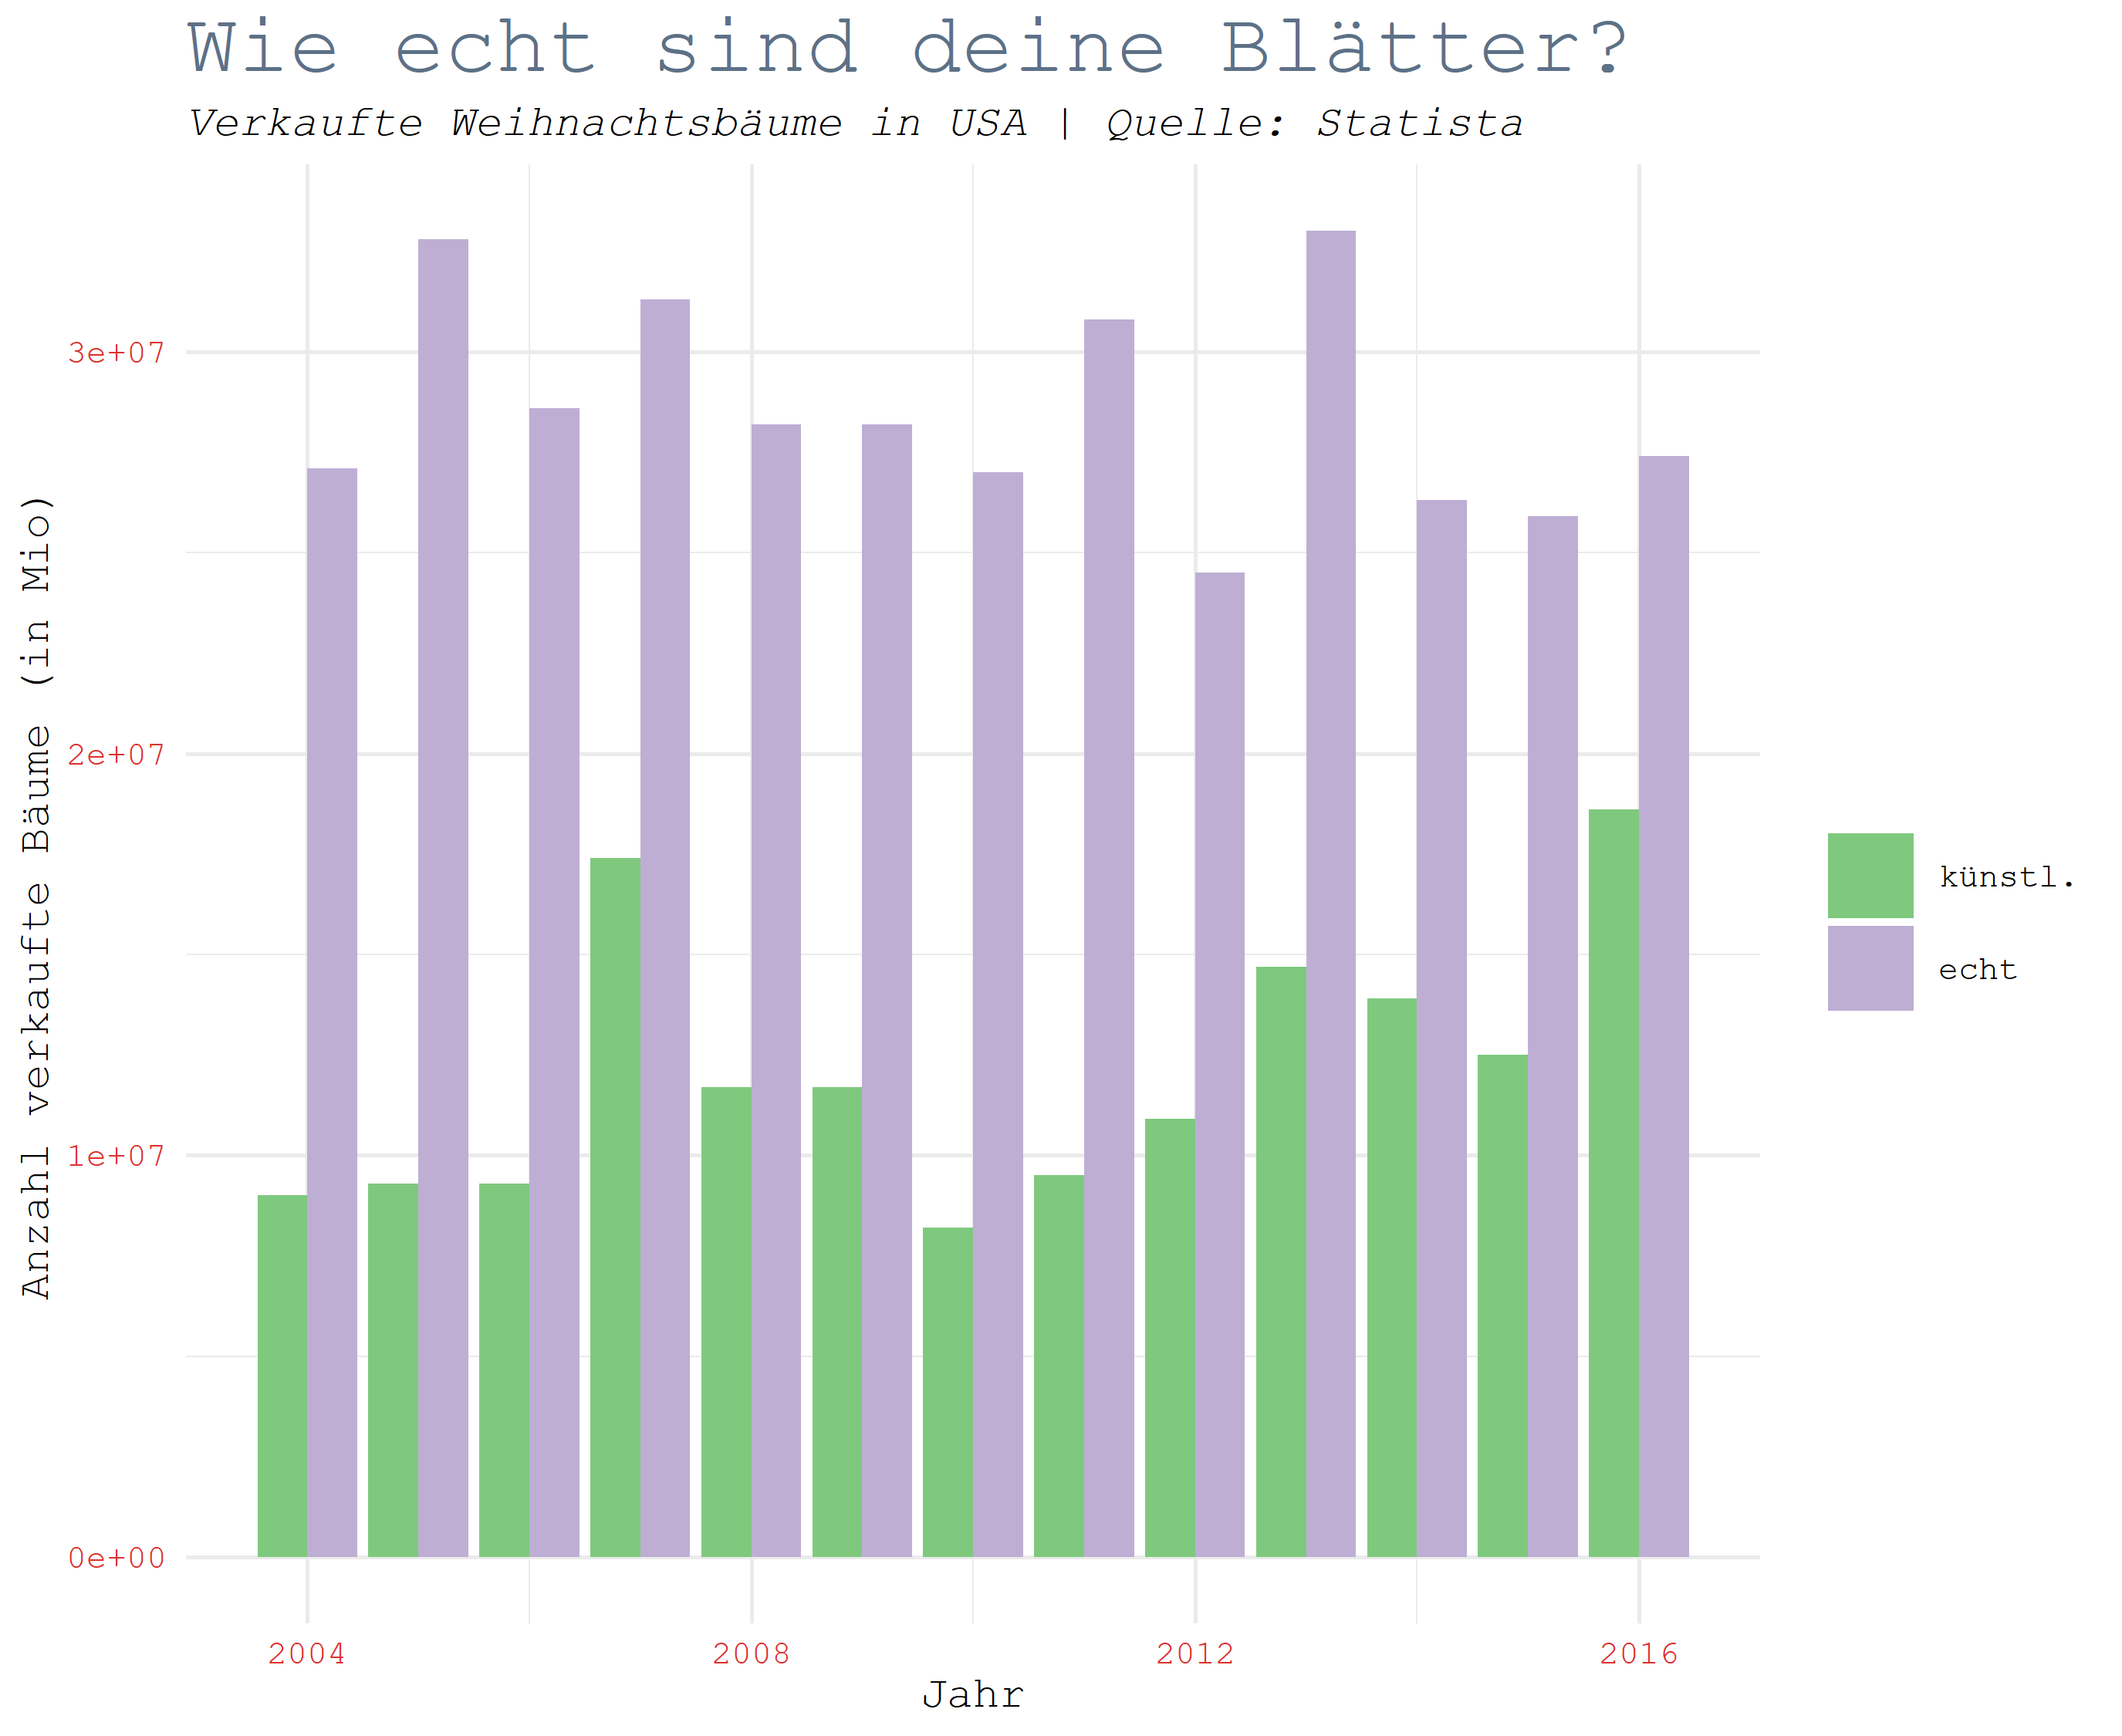 Wie echt sind deine Blätter?
Verkaufte Weihnachtsbäume in USA | Quelle: Statista
Anzahl verkaufte Bäume (in Mio)
3e+07
2e+07
1e+07
0e+00
2004 2008 2012 2016
Jahr
künstl.
echt